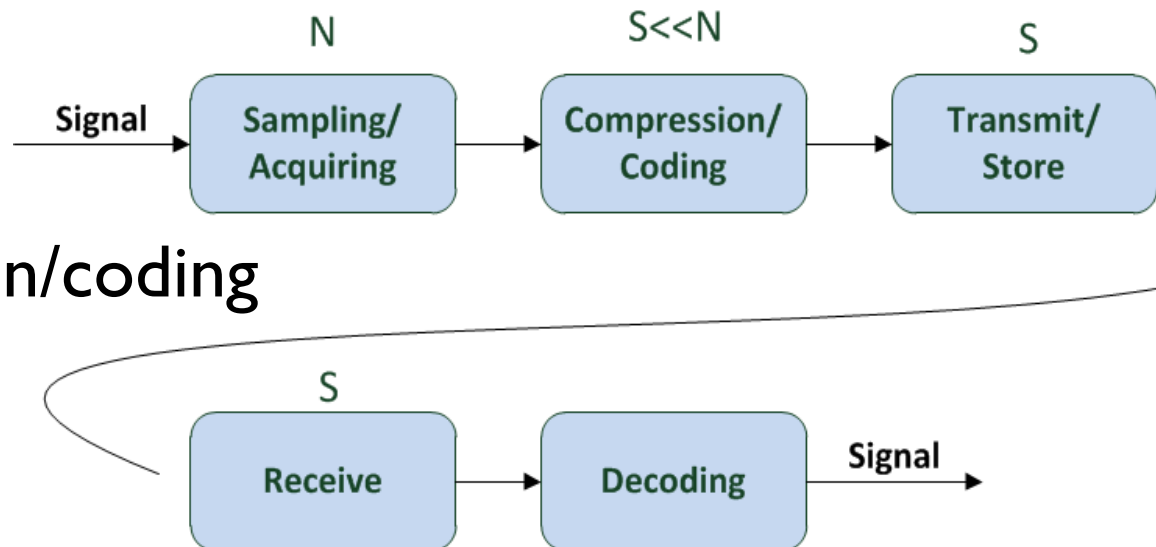 N
S<<N
S
Signal
Sampling/
Acquiring
Compression/
Coding
Transmit/
Store
n/coding
S
Receive
Decoding
Signal